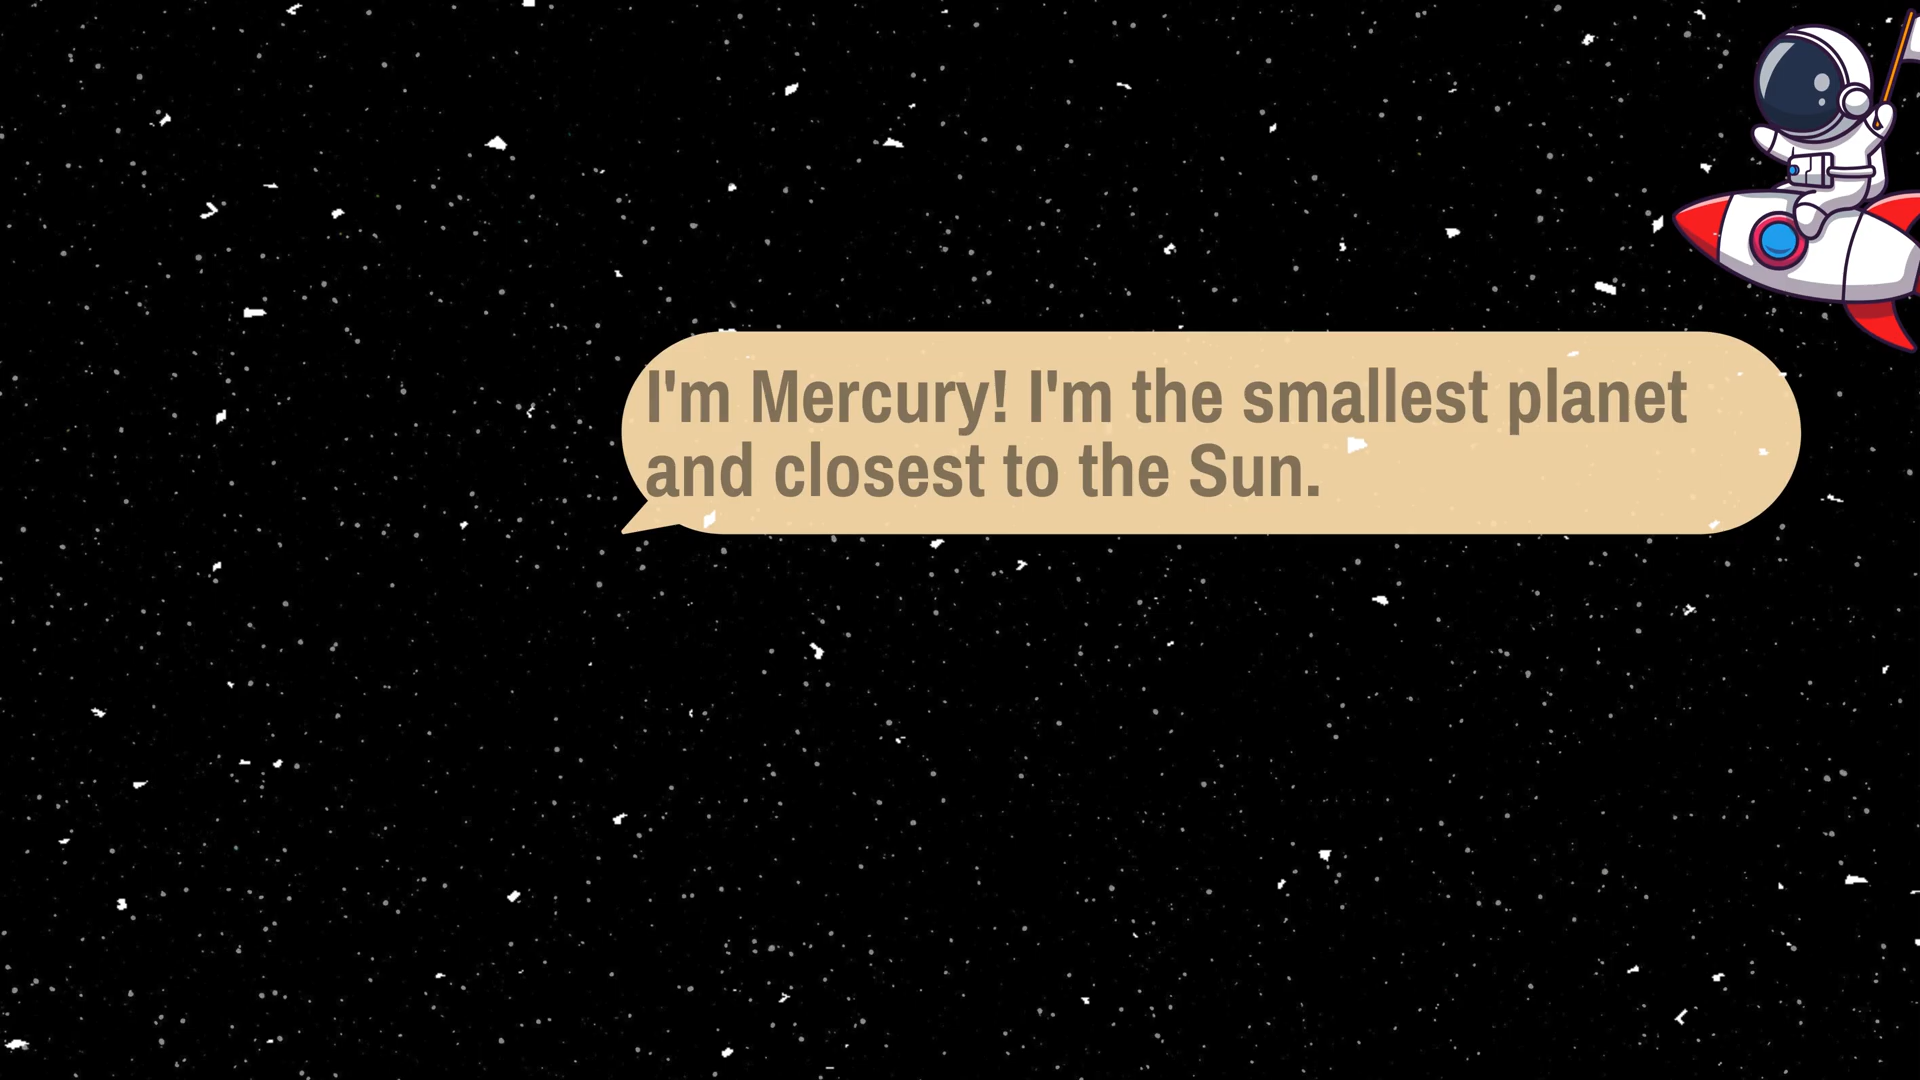 I'm Mercury! I'm the smallest planet
and closest to the Sun.